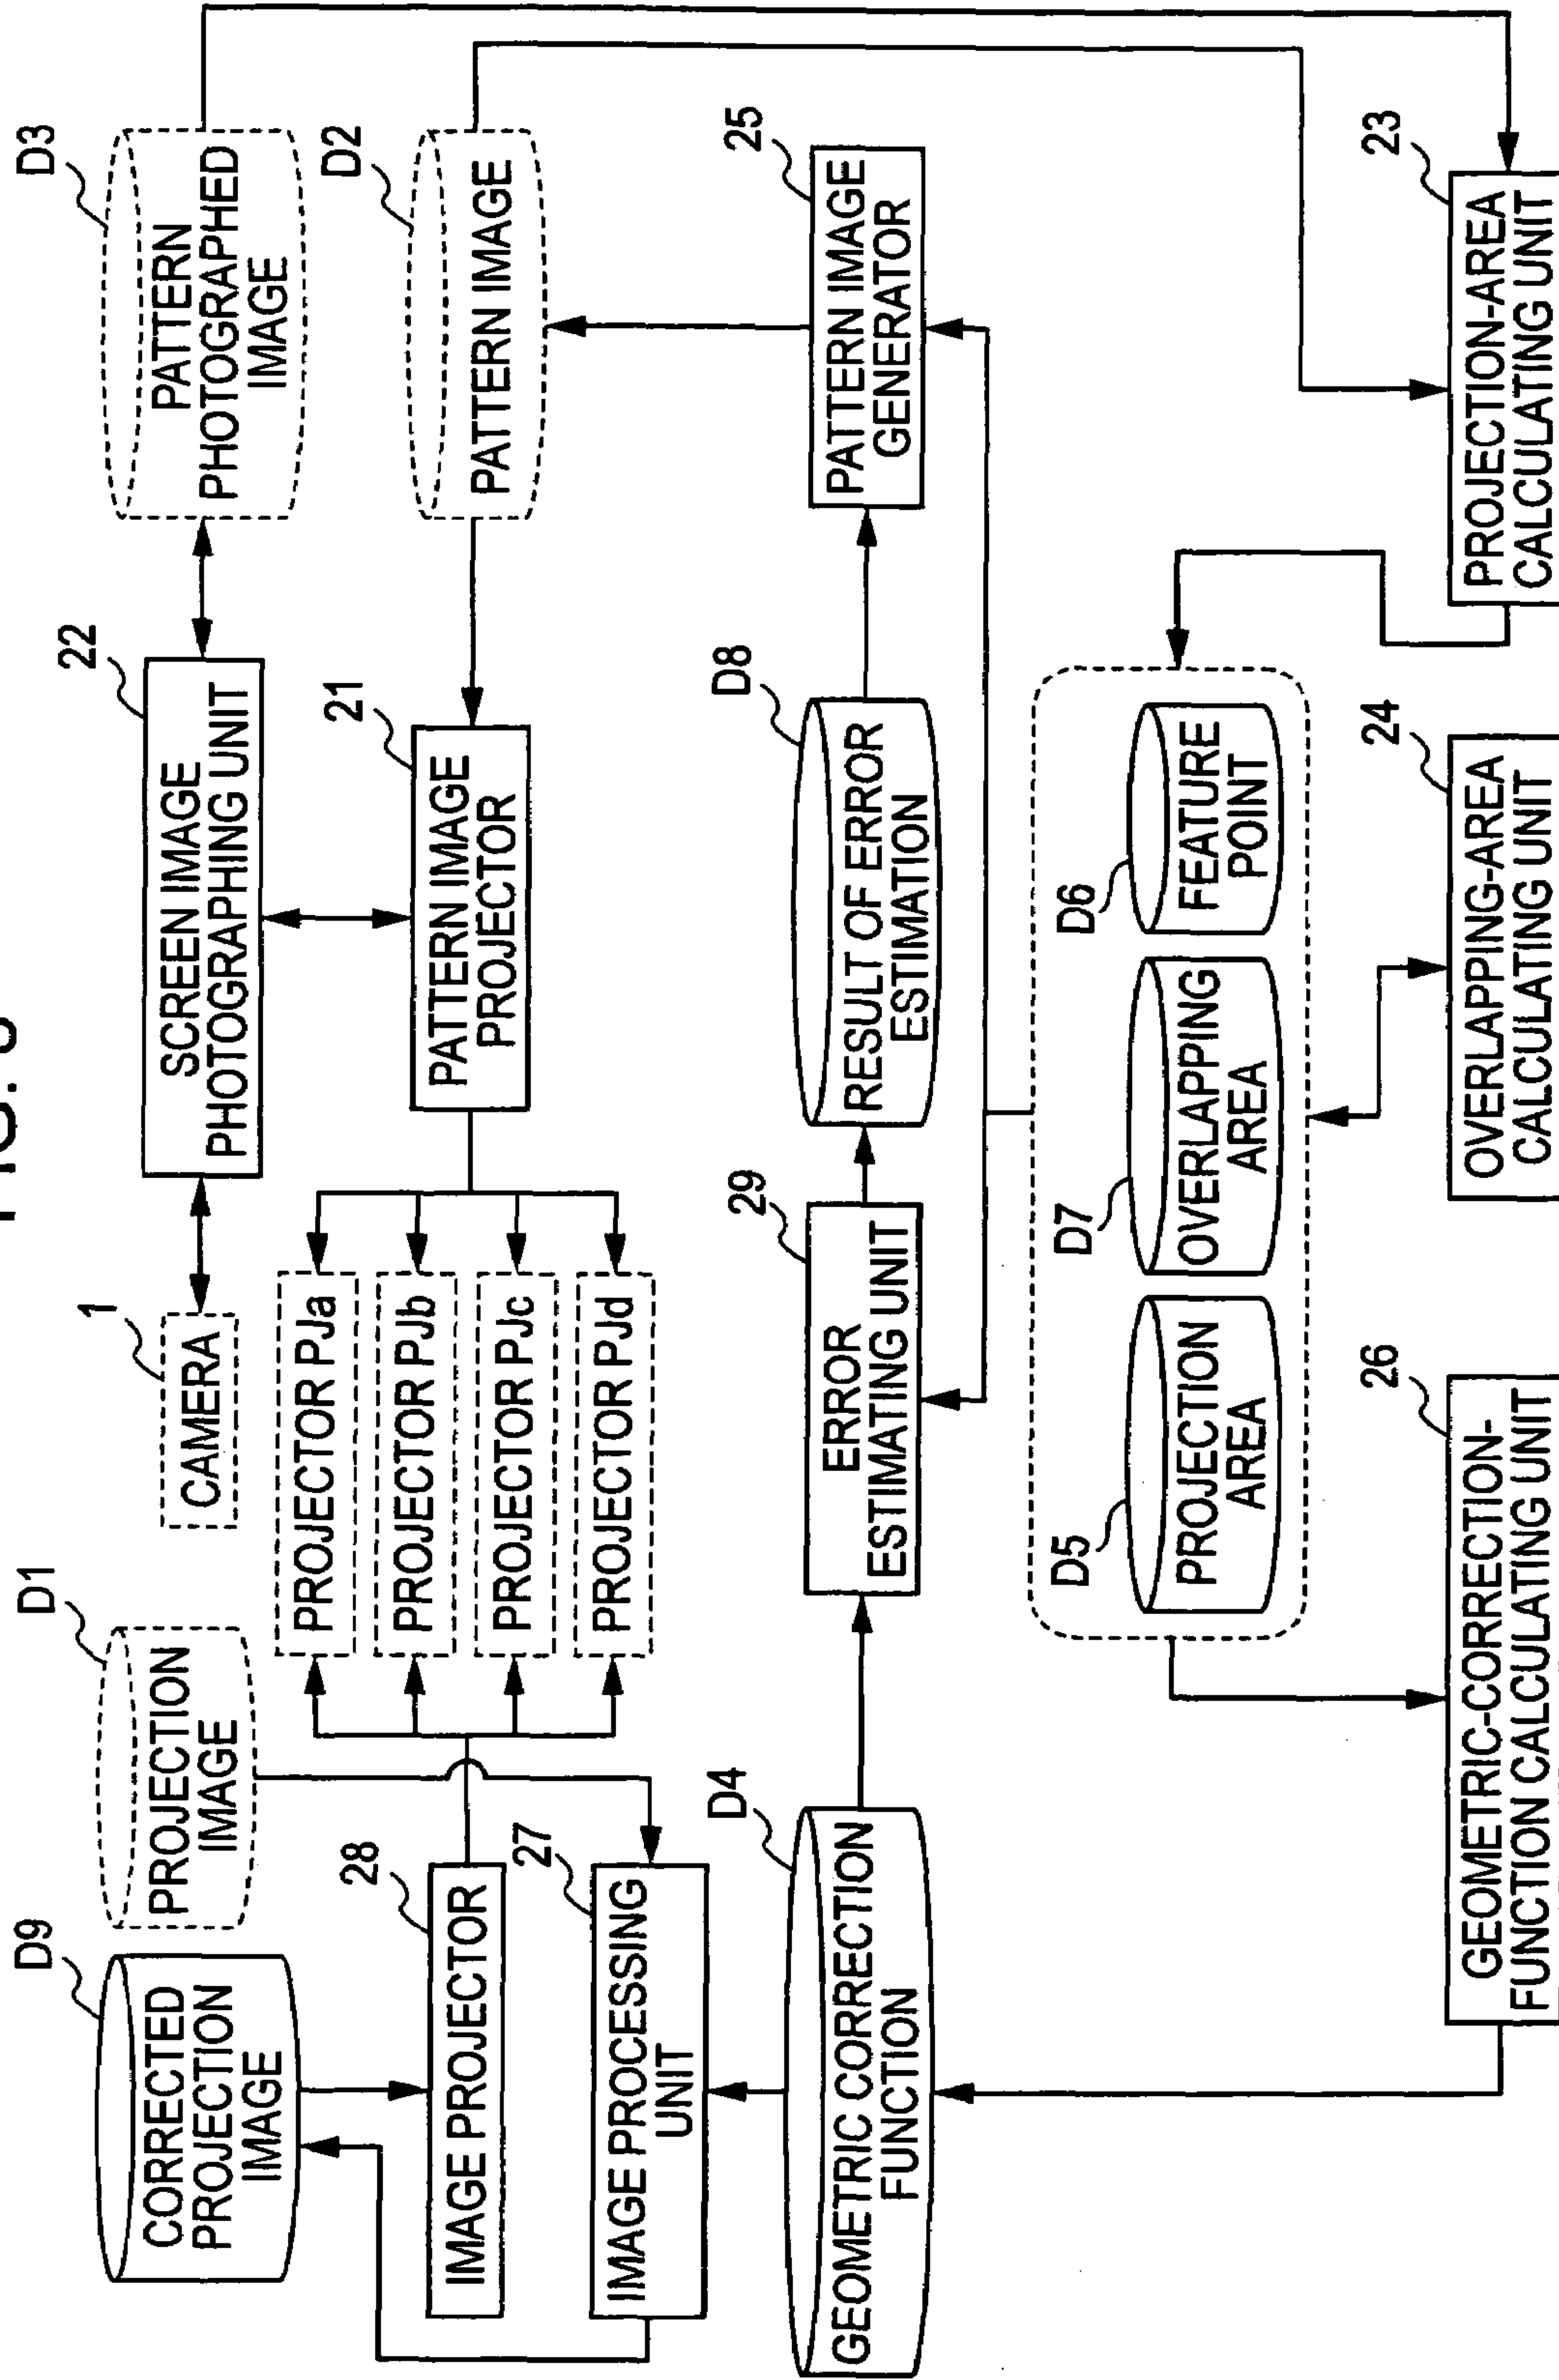 FIG.
D9
CORRECTED
PROJECTION
IMAGE
D1
PROJECTION
IMAGE
1
CAMERA
22
SCREEN IMAGE
PHOTOGRAPHING UNIT
D3
PATTERN
PHOTOGRAPHED
IMAGE
28
IMAGE PROJECTOR
27
IMAGE PROCESSING
UNIT
PROJECTOR PJa
PROJECTOR PJb
PROJECTOR PJc
PROJECTOR PJd
21
PATTERN IMAGE
PROJECTOR
D2
PATTERN IMAGE
D4
GEOMETRIC CORRECTION
FUNCTION
29
ERROR
ESTIMATING UNIT
D8
RESULT OF ERROR
ESTIMATION
25
PATTERN IMAGE
GENERATOR
D5
PROJECTION
AREA
D7
OVERLAPPING
AREA
D6
FEATURE
POINT
26
GEOMETRIC-CORRECTION-
FUNCTION CALCULATING UNIT
24
OVERLAPPING-AREA
CALCULATING UNIT
23
PROJECTION-AREA
CALCULATING UNIT